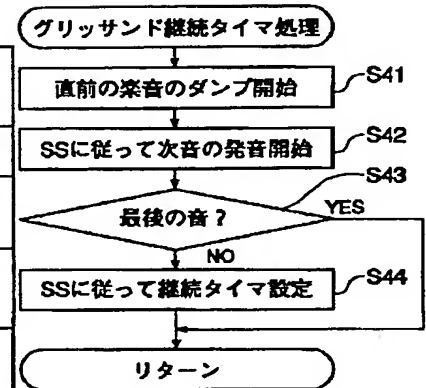 グリッサンド継続タイマ処理
直前の楽音のダンプ開始
S41
SSに従って次音の発音開始
S42
S43
最後の音？
YES
NO
SSに従って継続タイマ設定
S44
リターン